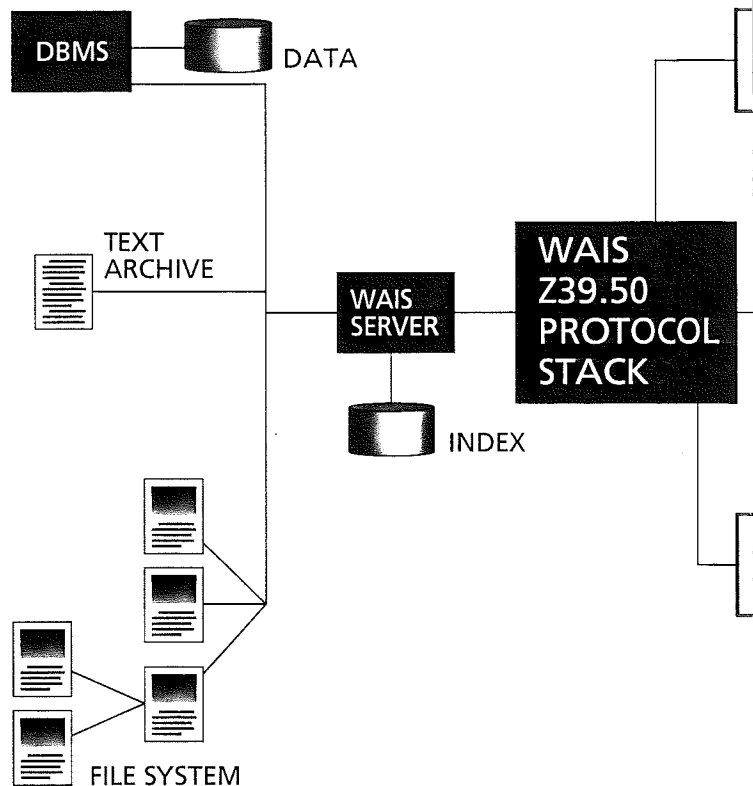 DBMS
DATA
TEXT
ARCHIVE
WAIS
SERVER
INDEX
WAIS
Z39.50
PROTOCOL
STACK
FILE SYSTEM